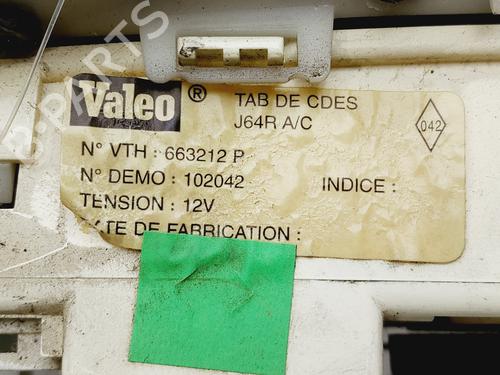 Valeo ®
TAB DE CDES
J64R A/C
042
N° VTH : 663212 P
N° DEMO : 102042
INDICE :
TENSION : 12V
TE DE FABRICATION :
B-PARTS